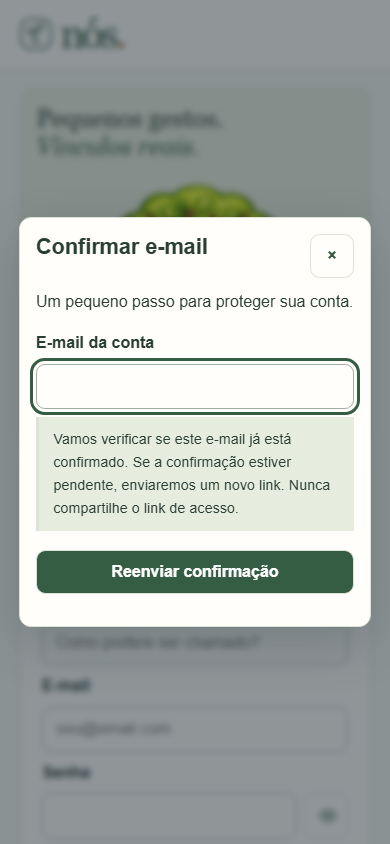 nós.
Pequenos gestos.
Vínculos reais.
Confirmar e-mail
×
Um pequeno passo para proteger sua conta.
E-mail da conta
Vamos verificar se este e-mail já está
confirmado. Se a confirmação estiver
pendente, enviaremos um novo link. Nunca
compartilhe o link de acesso.
Reenviar confirmação
Como prefere ser chamado?
E-mail
voce@email.com
Senha